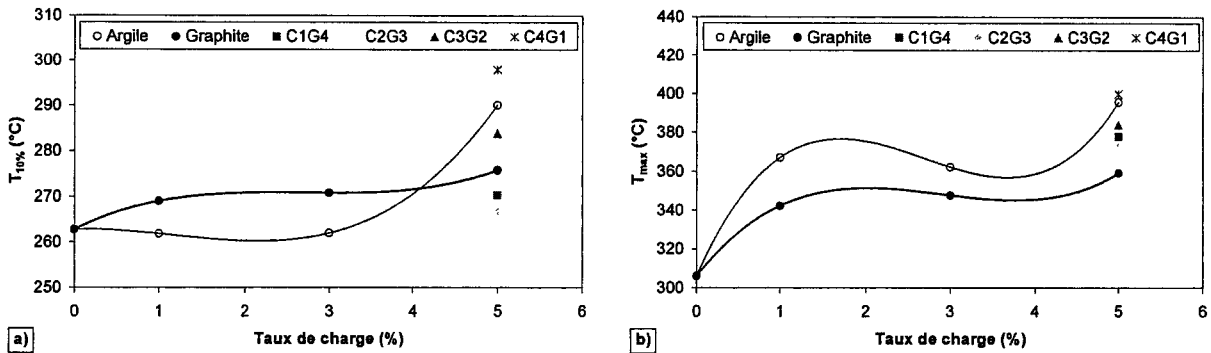 310
300
290
280
270
260
250
T10% (°C)
Argile Graphite C1G4 C2G3 C3G2 C4G1
0 1 2 3 4 5 6
Taux de charge (%)
a)
440
420
400
380
360
340
320
300
Tmax (°C)
Argile Graphite C1G4 C2G3 C3G2 C4G1
0 1 2 3 4 5 6
Taux de charge (%)
b)